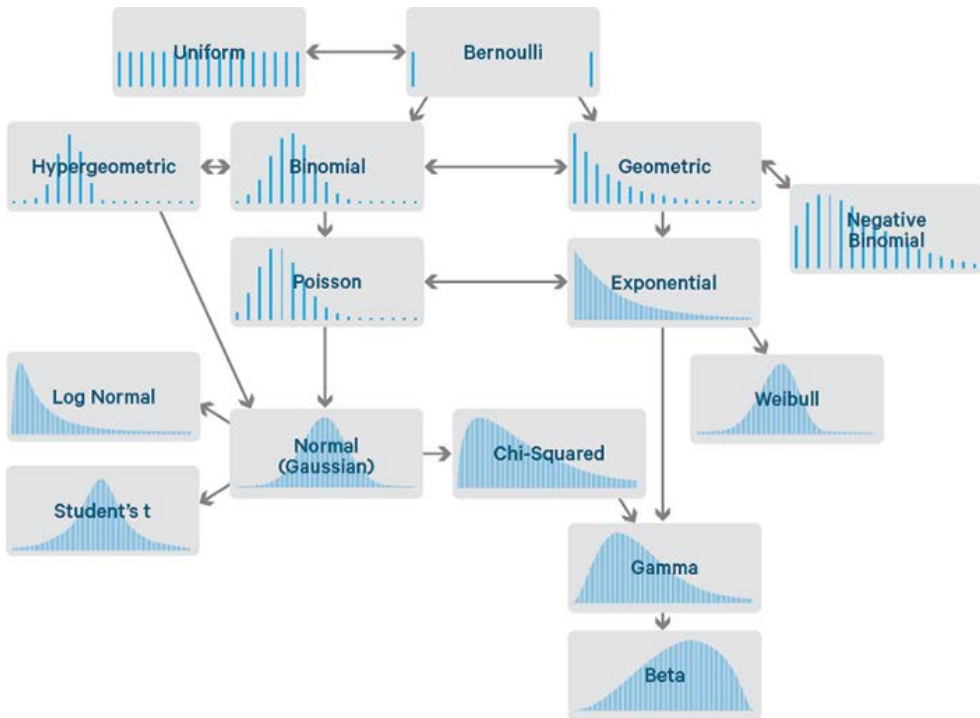 Uniform
Bernoulli
Hypergeometric
Binomial
Geometric
Negative
Binomial
Poisson
Exponential
Log Normal
Weibull
Normal
(Gaussian)
Chi-Squared
Student's t
Gamma
Beta